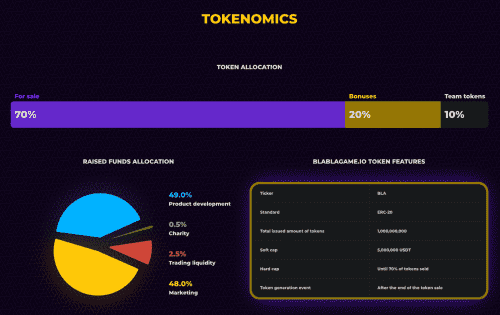 TOKENOMICS
TOKEN ALLOCATION
For sale
Bonuses
Team tokens
70%
20%
10%
RAISED FUNDS ALLOCATION
49.0%
Product development
0.5%
Charity
2.5%
Trading liquidity
48.0%
Marketing
BLABLAGAME.IO TOKEN FEATURES
Ticker BLA
Standard ERC-20
Total issued amount of tokens 1,000,000,000
Soft cap 2,000,000 USDT
Hard cap Until 70% of tokens sold
Token generation event After the end of the token sale